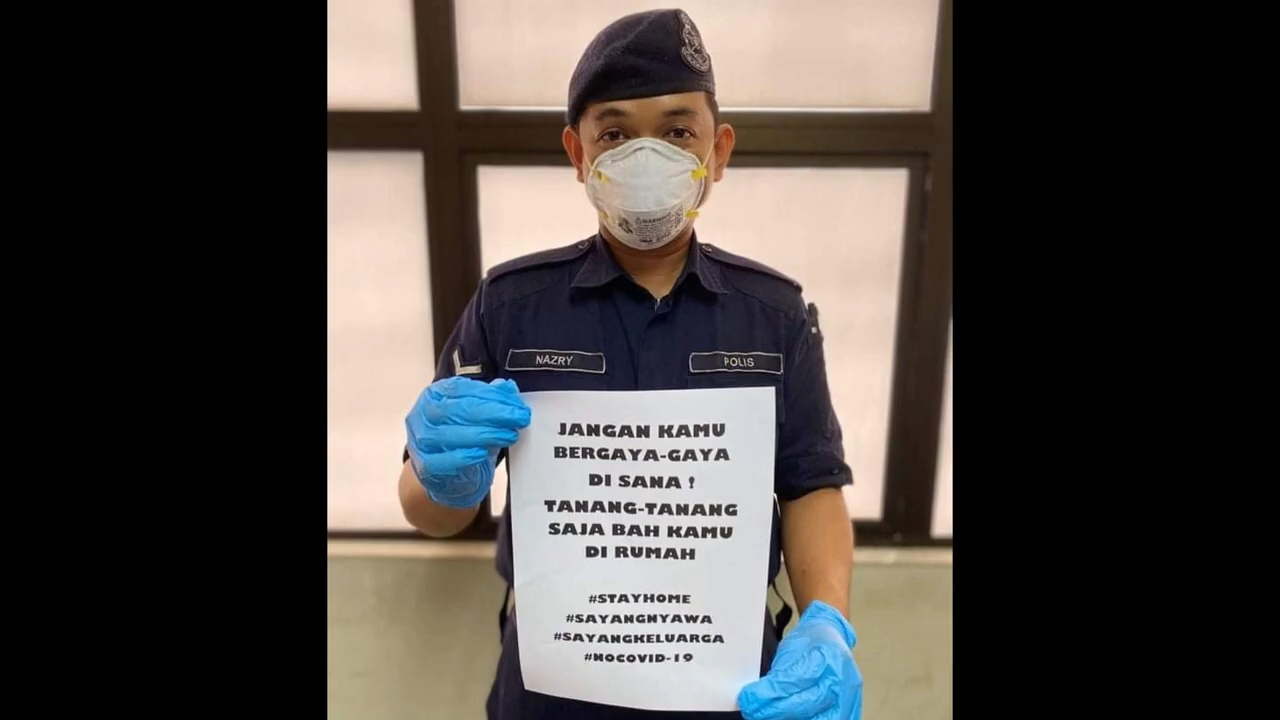 NAZRY
POLIS
JANGAN KAMU
BERGAYA-GAYA
DI SANA !
TANANG-TANANG
SAJA BAH KAMU
DI RUMAH
#STAYHOME
#SAYANGNYAWA
#SAYANGKELUARGA
#NOCOVID-19